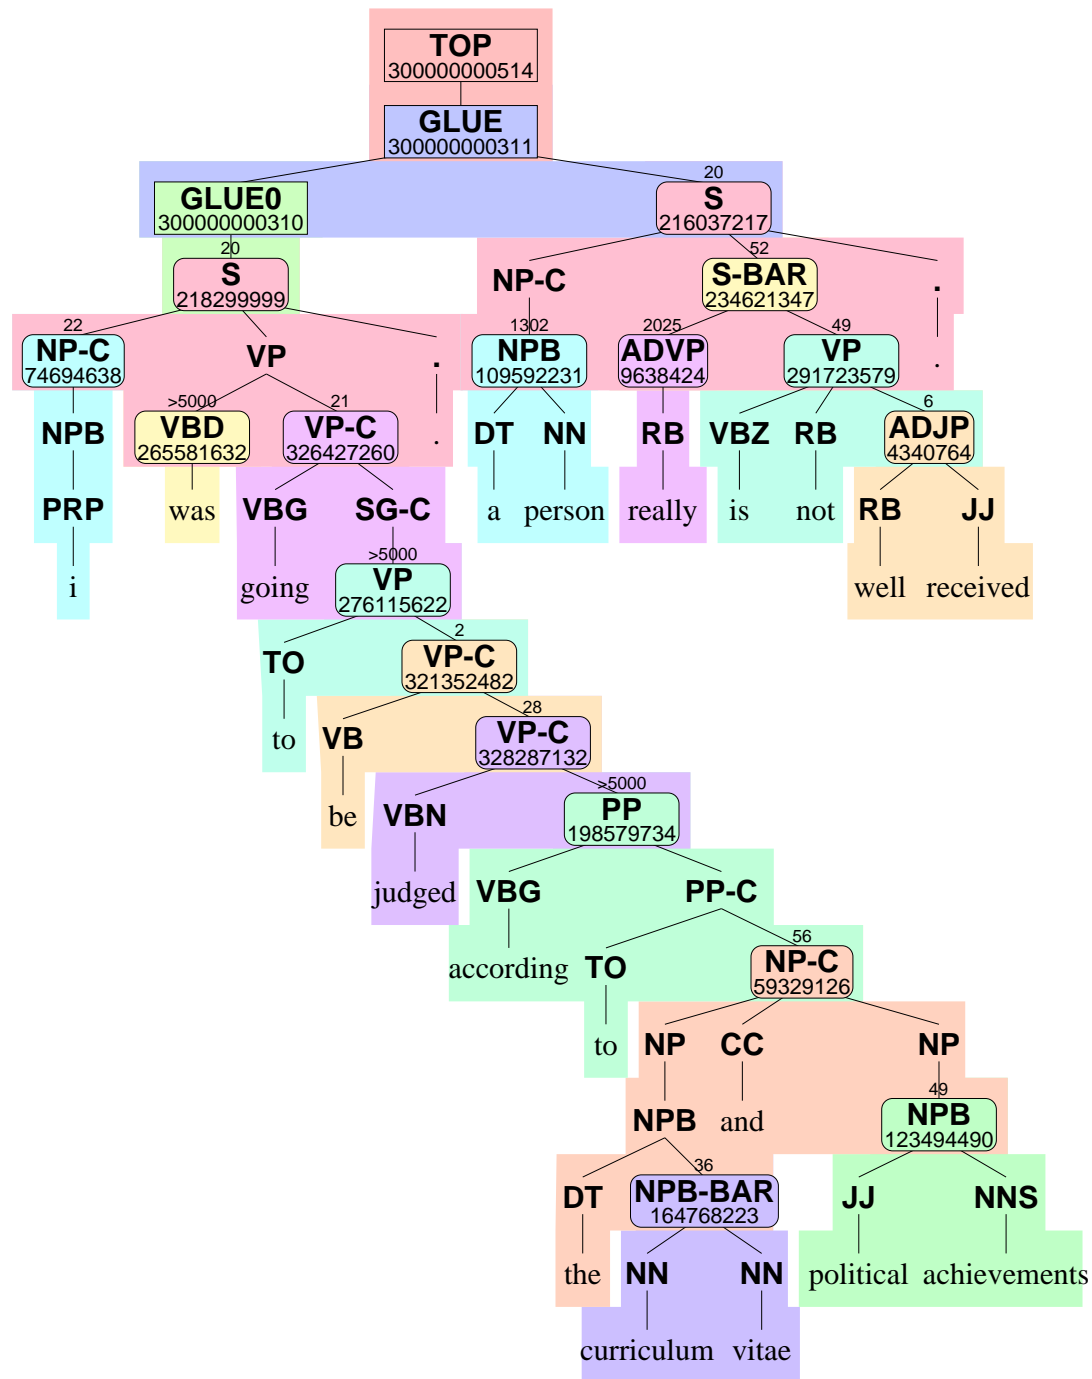 TOP
300000000514
GLUE
300000000311
20
GLUE0 S
300000000310 216037217
20 52
S NP-C S-BAR .
218299999 234621347
22 1302 2025 49
NP-C VP . NPB ADVP VP .
74694638 109592231 9638424 291723579
>5000 21 6
NPB VBD VP-C . DT NN RB VBZ RB ADJP
265581632 326427260 4340764
PRP was VBG SG-C a person really is not RB JJ
>5000
i going VP well received
276115622
2
TO VP-C
321352482
28
to VB VP-C
328287132
>5000
be VBN PP
198579734
judged VBG PP-C
56
according TO NP-C
59329126
to NP CC NP
49
NPB and NPB
123494490
36
DT NPB-BAR JJ NNS
164768223
the NN NN political achievements
curriculum vitae